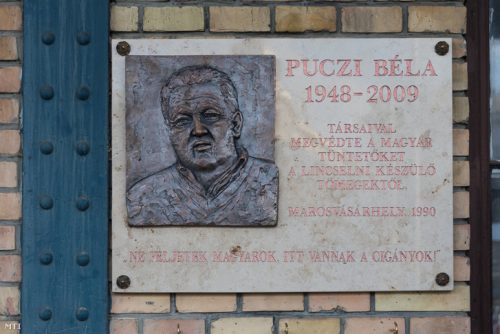 PUCZI BÉLA
1948-2009
TÁRSAIVAL
MEGVÉDTE A MAGYAR
TÜNTETŐKET
A LINCSELNI KÉSZÜLŐ
TÖMEGEKTŐL.
MAROSVÁSÁRHELY, 1990
„NE FÉLJETEK MAGYAROK, ITT VANNAK A CIGÁNYOK!"
MTI